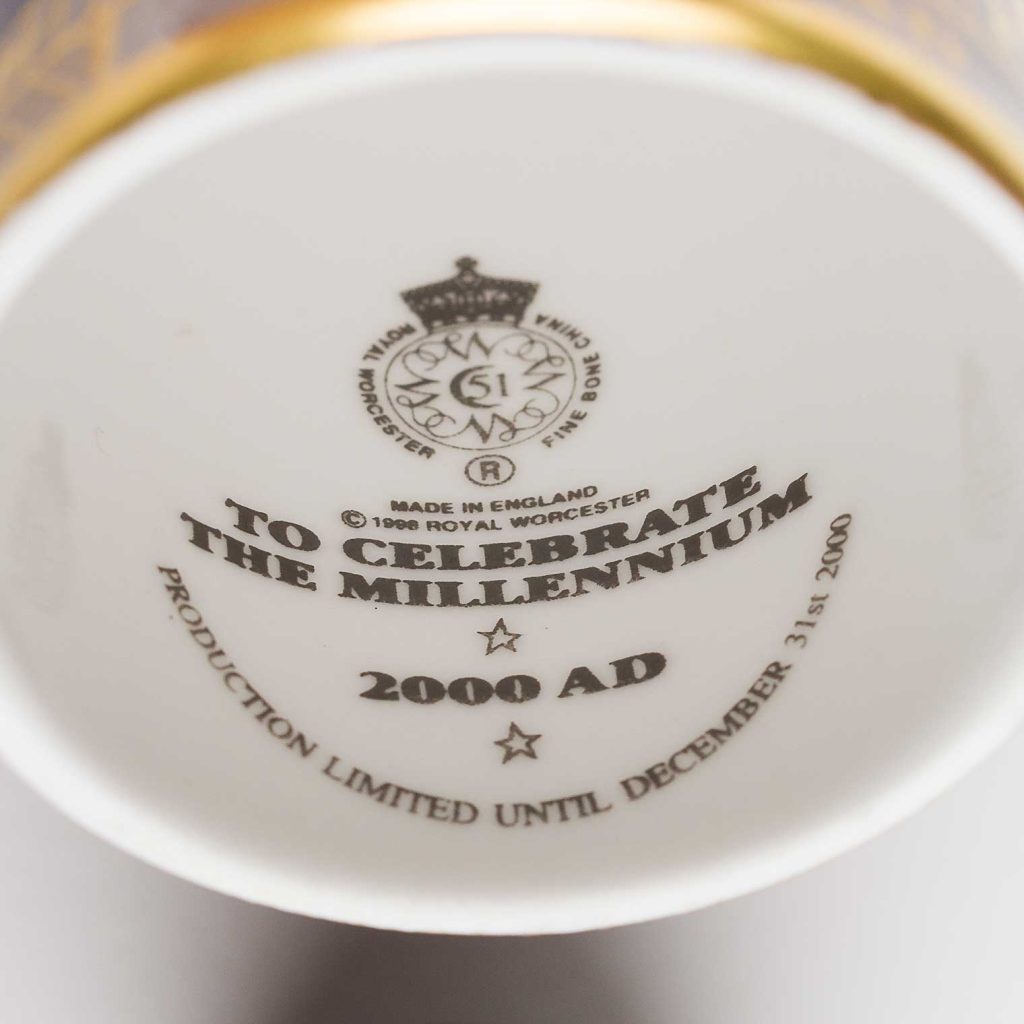 ROYAL WORCESTER
FINE BONE CHINA
51
R
MADE IN ENGLAND
© 1998 ROYAL WORCESTER
TO CELEBRATE
THE MILLENNIUM
2000 AD
PRODUCTION LIMITED UNTIL DECEMBER 31st 2000